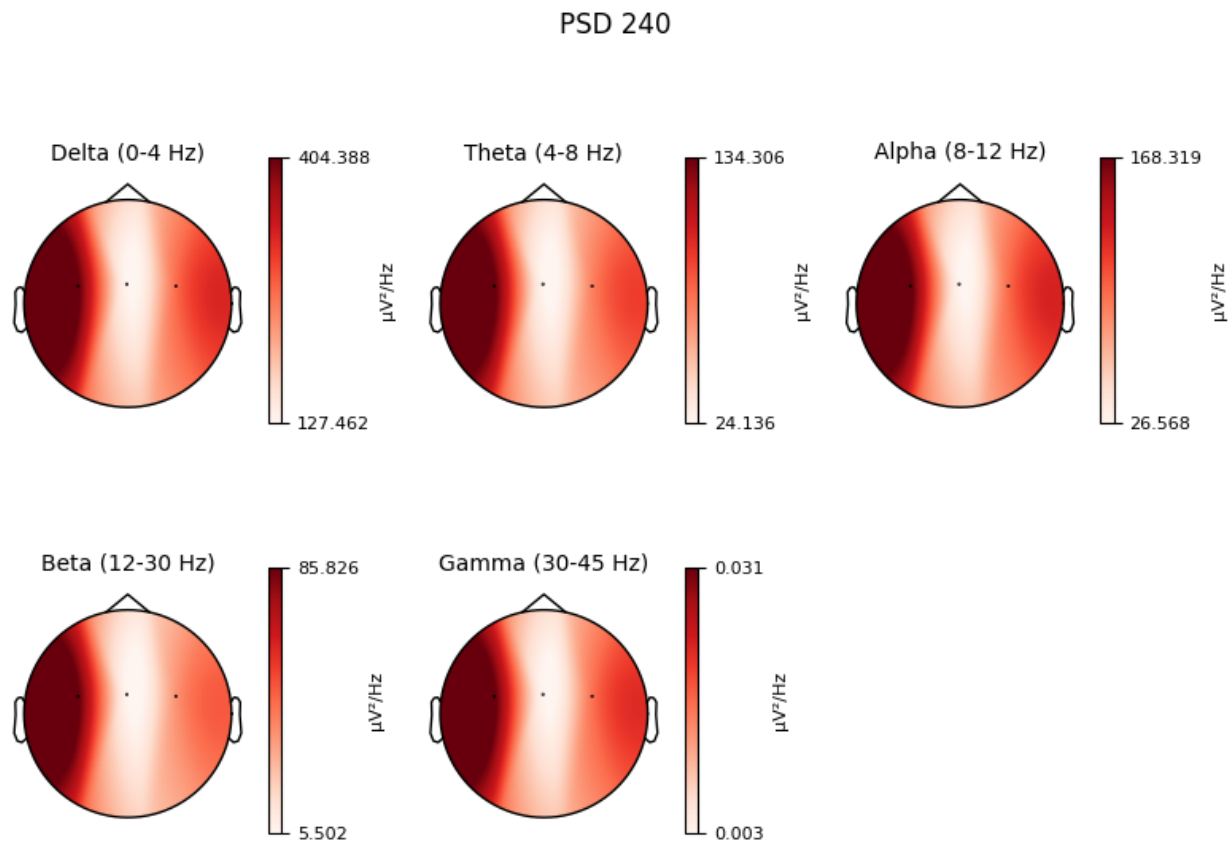 PSD 240
Delta (0-4 Hz)
404.388
µV²/Hz
127.462
Theta (4-8 Hz)
134.306
µV²/Hz
24.136
Alpha (8-12 Hz)
168.319
µV²/Hz
26.568
Beta (12-30 Hz)
85.826
µV²/Hz
5.502
Gamma (30-45 Hz)
0.031
µV²/Hz
0.003